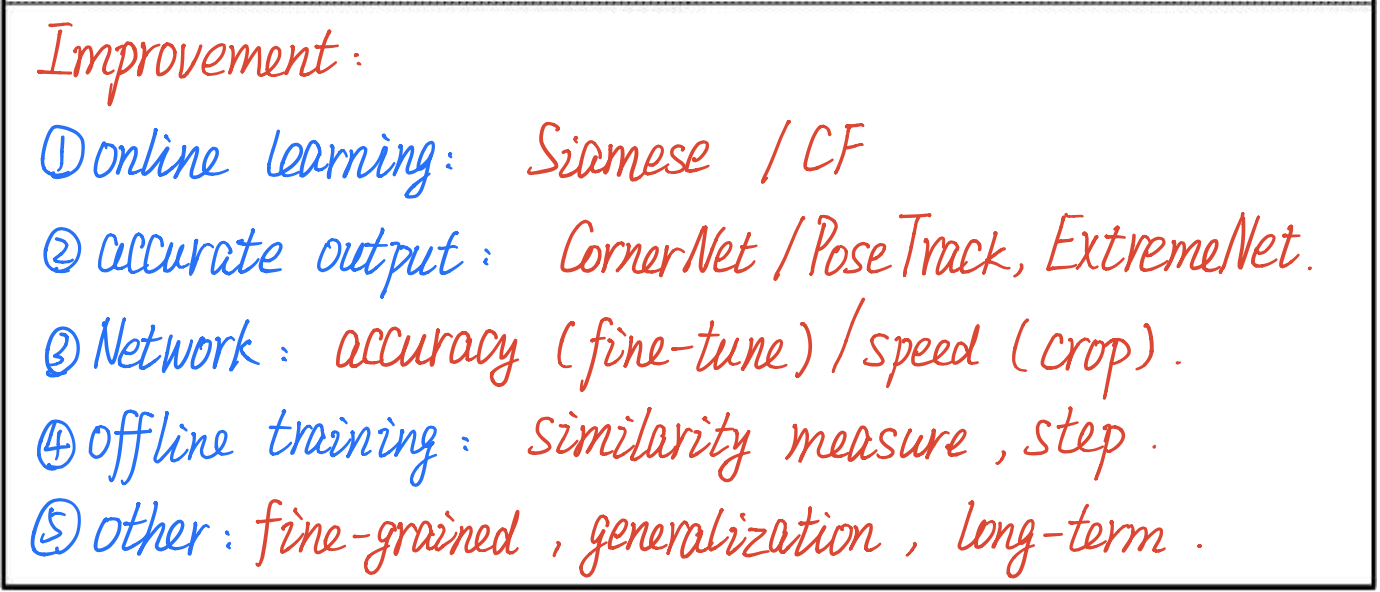 Improvement:
① online learning: Siamese / CF
② accurate output: CornerNet / PoseTrack, ExtremeNet.
③ Network: accuracy (fine-tune) / speed (crop).
④ offline training: similarity measure, step.
⑤ other: fine-grained, generalization, long-term.